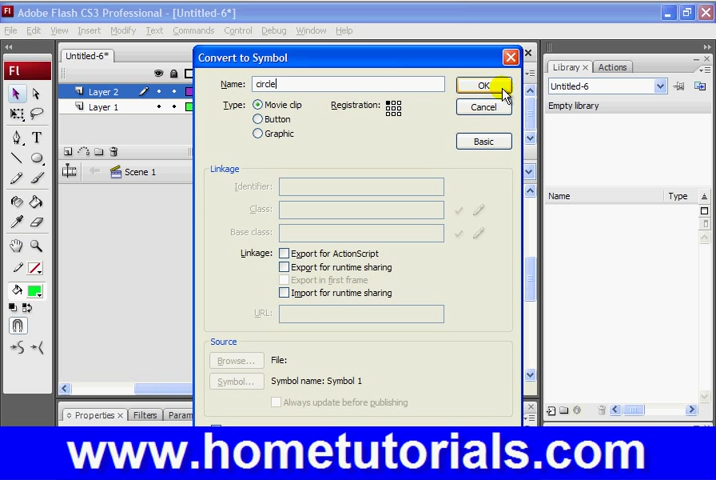 Adobe Flash CS3 Professional - [Untitled-6*]
File Edit View Insert Modify Text Commands Control Debug Window Help
Untitled-6*
Layer 2
Layer 1
Scene 1
Fl
Convert to Symbol
Name: circle
OK
Type: Movie clip
Registration:
Cancel
Button
Graphic
Basic
Linkage
Identifier:
Class:
Base class:
Linkage: Export for ActionScript
Export for runtime sharing
Export in first frame
Import for runtime sharing
URL:
Source
Browse... File:
Symbol... Symbol name: Symbol 1
Always update before publishing
Library Actions
Untitled-6
Empty library
Name Type
Properties Filters Param
www.hometutorials.com